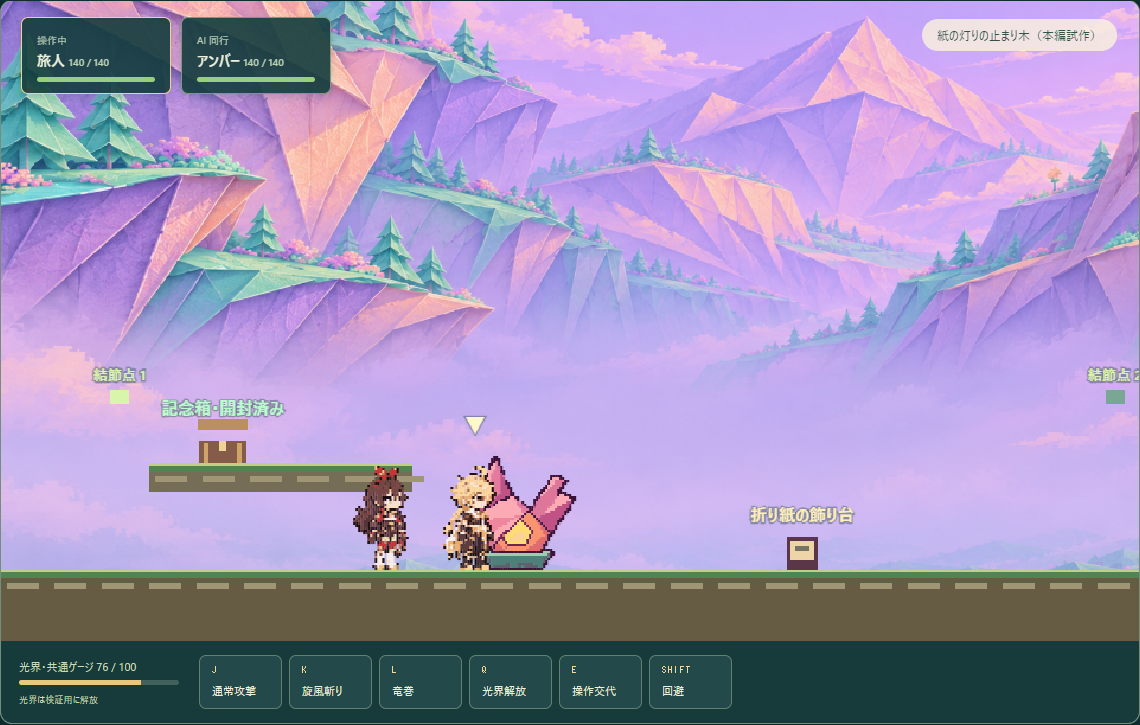 操作中
旅人 140 / 140
AI 同行
アンバー 140 / 140
紙の灯りの止まり木（本編試作）
結節点 1
結節点 2
記念箱・開封済み
折り紙の飾り台
光界・共通ゲージ 76 / 100
光界は検証用に解放
J
通常攻撃
K
旋風斬り
L
竜巻
Q
光界解放
E
操作交代
SHIFT
回避